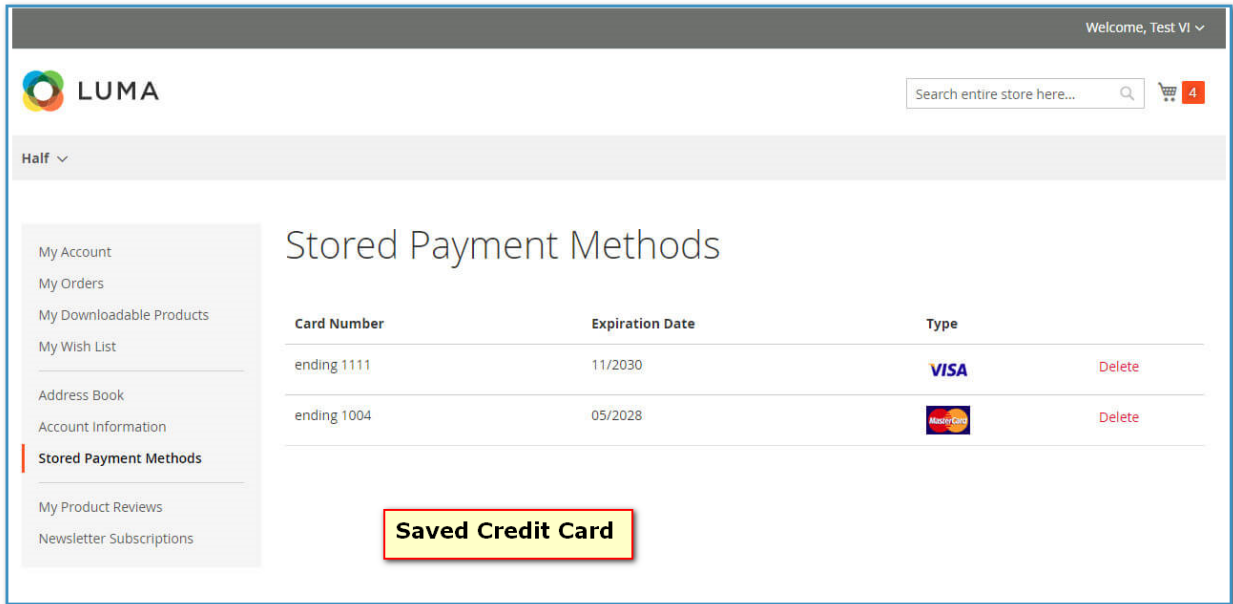 Welcome, Test VI
LUMA
Search entire store here...
4
Half
My Account
My Orders
My Downloadable Products
My Wish List
Address Book
Account Information
Stored Payment Methods
My Product Reviews
Newsletter Subscriptions
Stored Payment Methods
Card Number Expiration Date Type
ending 1111 11/2030 VISA Delete
ending 1004 05/2028 MasterCard Delete
Saved Credit Card